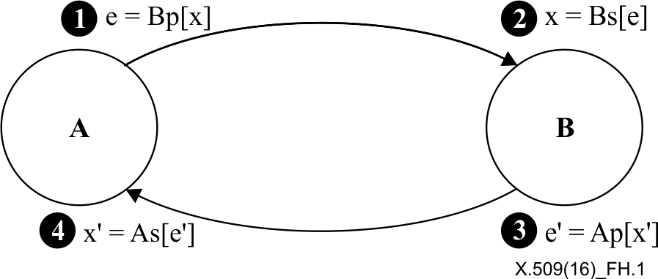 1 e = Bp[x]
2 x = Bs[e]
A
B
4 x' = As[e']
3 e' = Ap[x']
X.509(16)_FH.1